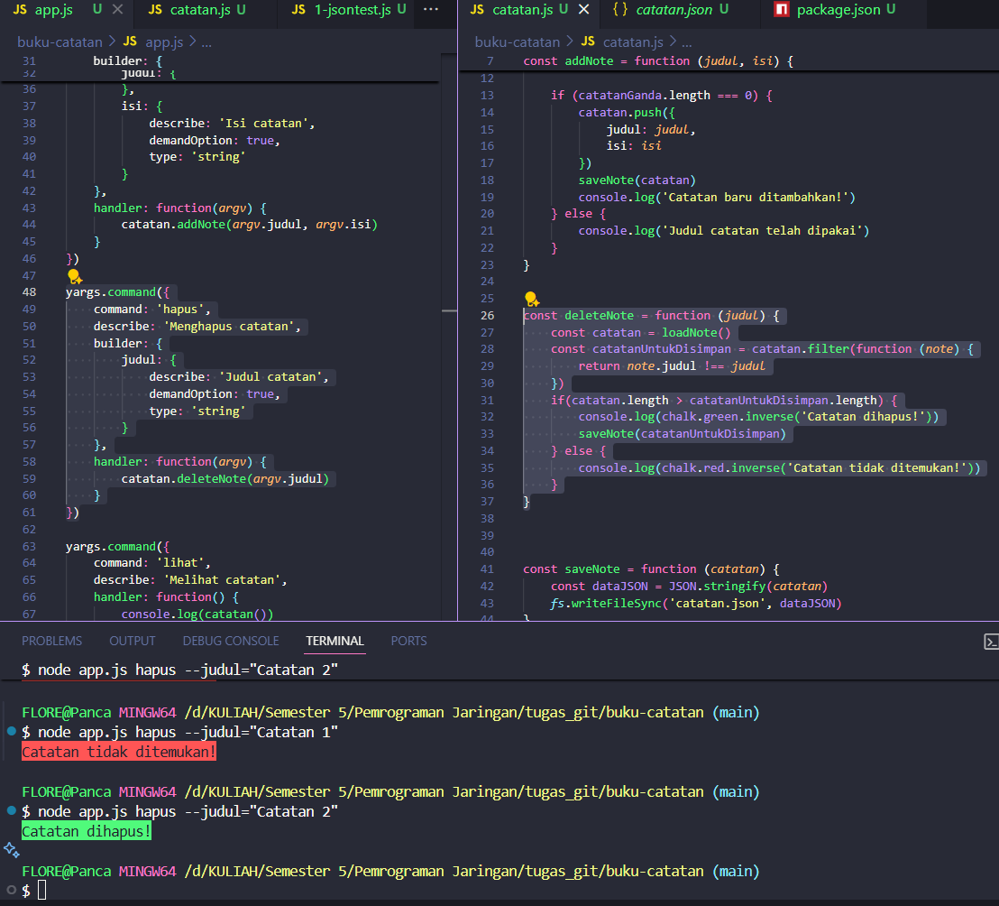 JS app.js U
JS catatan.js U
JS 1-jsontest.js U
...
buku-catatan > JS app.js > ...
31 builder: {
32 judul: {
36 },
37 isi: {
38 describe: 'Isi catatan',
39 demandOption: true,
40 type: 'string'
41 }
42 },
43 handler: function(argv) {
44 catatan.addNote(argv.judul, argv.isi)
45 }
46 })
47
48 yargs.command({
49 command: 'hapus',
50 describe: 'Menghapus catatan',
51 builder: {
52 judul: {
53 describe: 'Judul catatan',
54 demandOption: true,
55 type: 'string'
56 }
57 },
58 handler: function(argv) {
59 catatan.deleteNote(argv.judul)
60 }
61 })
62
63 yargs.command({
64 command: 'lihat',
65 describe: 'Melihat catatan',
66 handler: function() {
67 console.log(catatan())
JS catatan.js U
{} catatan.json U
package.json U
buku-catatan > JS catatan.js > ...
7 const addNote = function (judul, isi) {
12
13 if (catatanGanda.length === 0) {
14 catatan.push({
15 judul: judul,
16 isi: isi
17 })
18 saveNote(catatan)
19 console.log('Catatan baru ditambahkan!')
20 } else {
21 console.log('Judul catatan telah dipakai')
22 }
23 }
24
25
26 const deleteNote = function (judul) {
27 const catatan = loadNote()
28 const catatanUntukDisimpan = catatan.filter(function (note) {
29 return note.judul !== judul
30 })
31 if(catatan.length > catatanUntukDisimpan.length) {
32 console.log(chalk.green.inverse('Catatan dihapus!'))
33 saveNote(catatanUntukDisimpan)
34 } else {
35 console.log(chalk.red.inverse('Catatan tidak ditemukan!'))
36 }
37 }
38
39
40
41 const saveNote = function (catatan) {
42 const dataJSON = JSON.stringify(catatan)
43 fs.writeFileSync('catatan.json', dataJSON)
44 }
PROBLEMS OUTPUT DEBUG CONSOLE TERMINAL PORTS
$ node app.js hapus --judul="Catatan 2"
FLORE@Panca MINGW64 /d/KULIAH/Semester 5/Pemrograman Jaringan/tugas_git/buku-catatan (main)
$ node app.js hapus --judul="Catatan 1"
Catatan tidak ditemukan!
FLORE@Panca MINGW64 /d/KULIAH/Semester 5/Pemrograman Jaringan/tugas_git/buku-catatan (main)
$ node app.js hapus --judul="Catatan 2"
Catatan dihapus!
FLORE@Panca MINGW64 /d/KULIAH/Semester 5/Pemrograman Jaringan/tugas_git/buku-catatan (main)
$